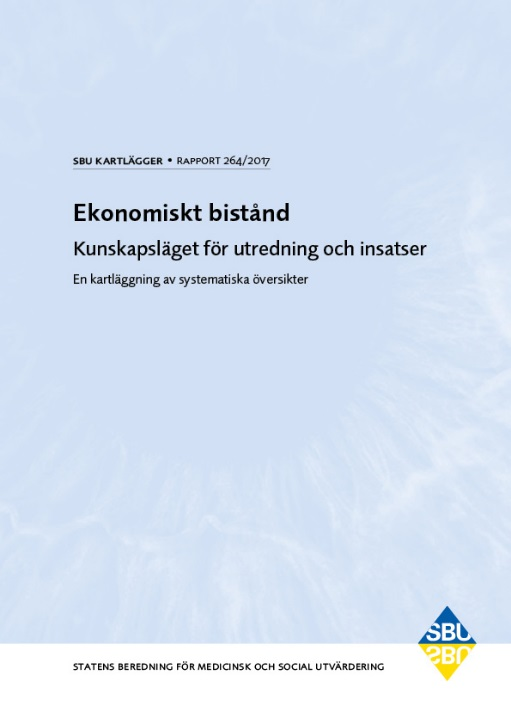 SBU KARTLÄGGER • RAPPORT 264/2017
Ekonomiskt bistånd
Kunskapsläget för utredning och insatser
En kartläggning av systematiska översikter
SBU
SBU
STATENS BEREDNING FÖR MEDICINSK OCH SOCIAL UTVÄRDERING